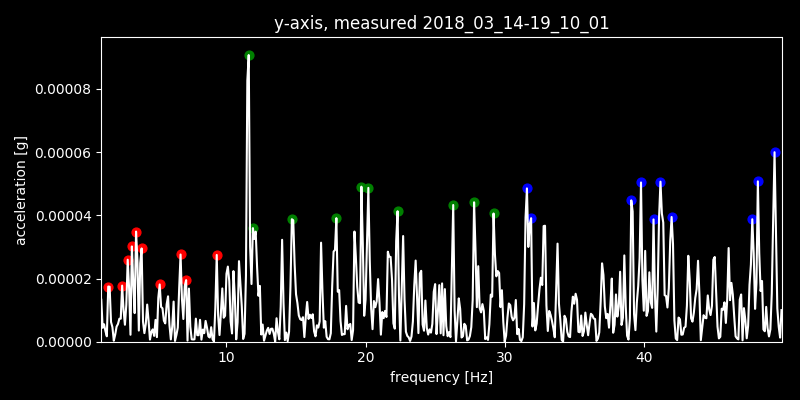 y-axis, measured 2018_03_14-19_10_01
acceleration [g]
0.00008
0.00006
0.00004
0.00002
0.00000
10 20 30 40
frequency [Hz]